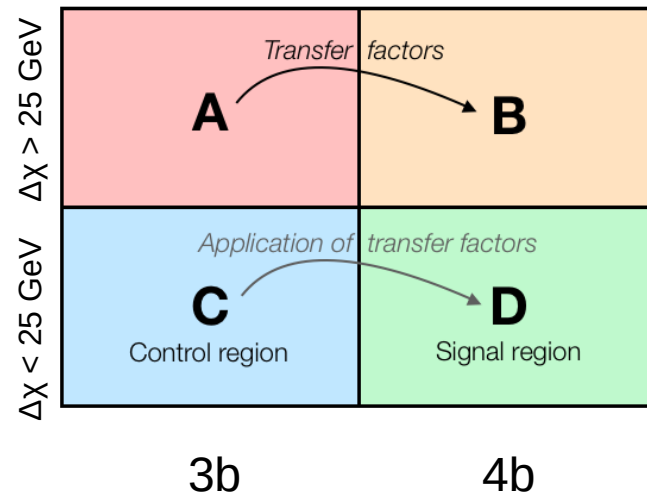 Δχ > 25 GeV
Transfer factors
A
B
Δχ < 25 GeV
Application of transfer factors
C
D
Control region
Signal region
3b
4b